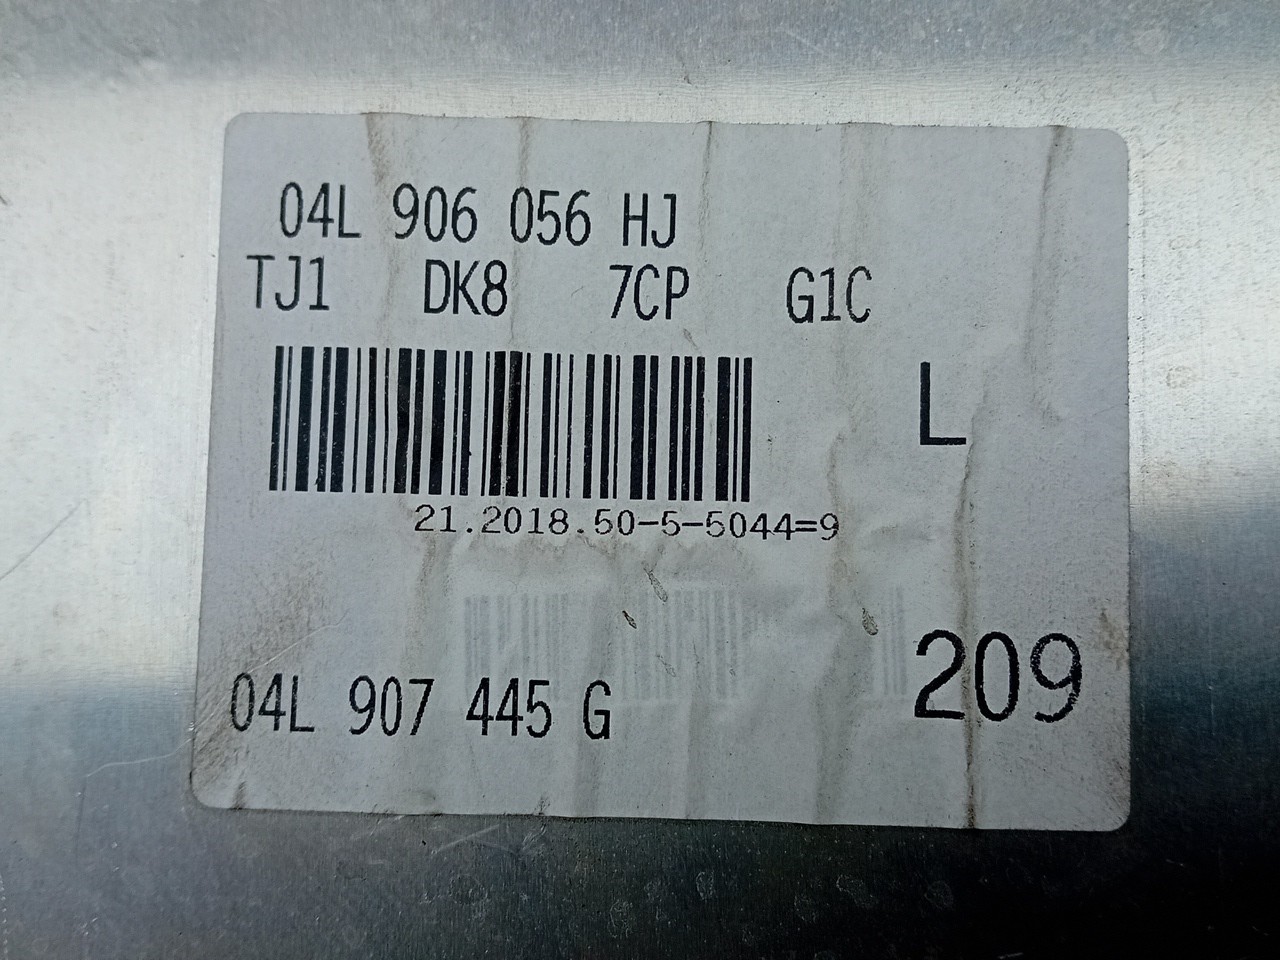 04L 906 056 HJ
TJ1 DK8 7CP G1C
L
21.2018.50-5-5044=9
209
04L 907 445 G